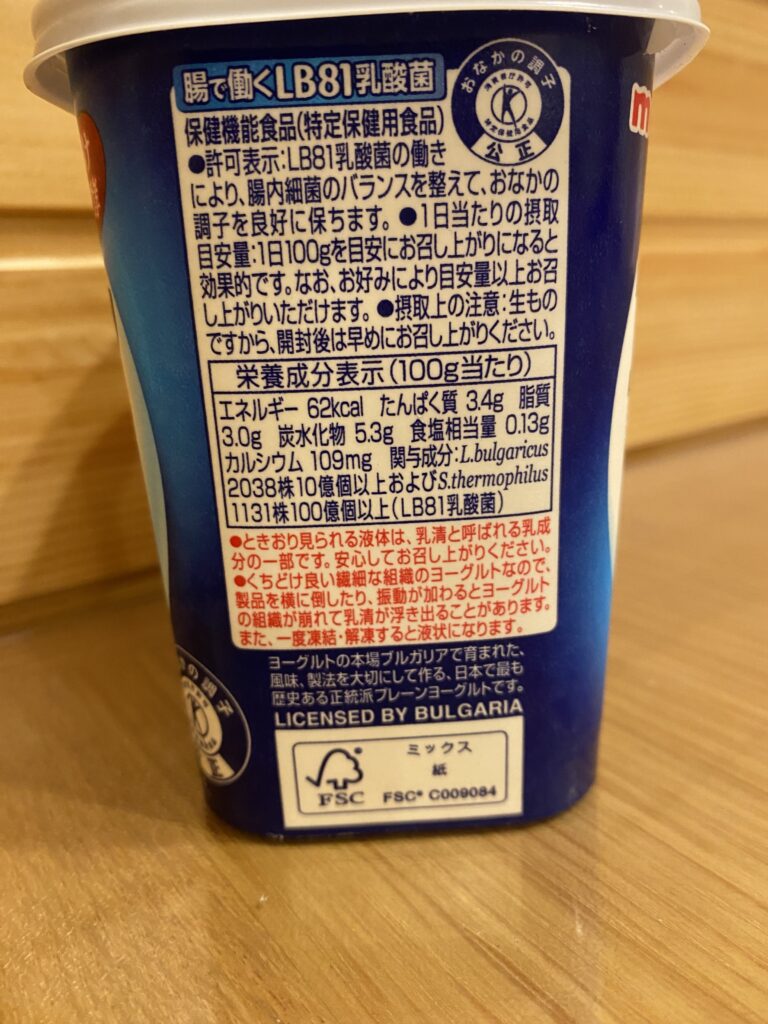 腸で働くLB81乳酸菌
おなかの調子
消費者庁許可
特定保健用食品
公正
保健機能食品(特定保健用食品)
●許可表示:LB81乳酸菌の働き
により、腸内細菌のバランスを整えて、おなかの
調子を良好に保ちます。●1日当たりの摂取
目安量:1日100gを目安にお召し上がりになると
効果的です。なお、お好みにより目安量以上お召
し上がりいただけます。●摂取上の注意:生もの
ですから、開封後は早めにお召し上がりください。
栄養成分表示(100g当たり)
エネルギー 62kcal たんぱく質 3.4g 脂質
3.0g 炭水化物 5.3g 食塩相当量 0.13g
カルシウム 109mg 関与成分:L.bulgaricus
2038株10億個以上およびS.thermophilus
1131株100億個以上(LB81乳酸菌)
●ときおり見られる液体は、乳清と呼ばれる乳成
分の一部です。安心してお召し上がりください。
●くちどけ良い繊細な組織のヨーグルトなので、
製品を横に倒したり、振動が加わるとヨーグルト
の組織が崩れて乳清が浮き出ることがあります。
また、一度凍結・解凍すると液状になります。
ヨーグルトの本場ブルガリアで育まれた、
風味、製法を大切にして作る、日本で最も
歴史ある正統派プレーンヨーグルトです。
LICENSED BY BULGARIA
FSC
ミックス
紙
FSC® C009084
の調子
正
m